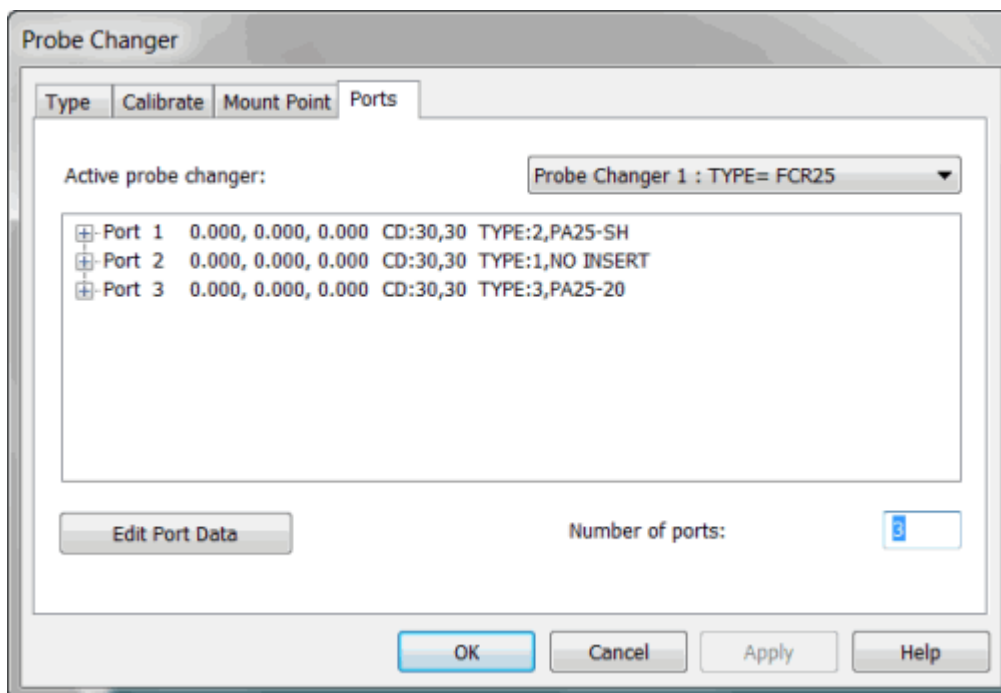 Probe Changer
Type Calibrate Mount Point Ports
Active probe changer: Probe Changer 1 : TYPE= FCR25
Port 1 0.000, 0.000, 0.000 CD:30,30 TYPE:2,PA25-SH
Port 2 0.000, 0.000, 0.000 CD:30,30 TYPE:1,NO INSERT
Port 3 0.000, 0.000, 0.000 CD:30,30 TYPE:3,PA25-20
Edit Port Data Number of ports: 3
OK Cancel Apply Help